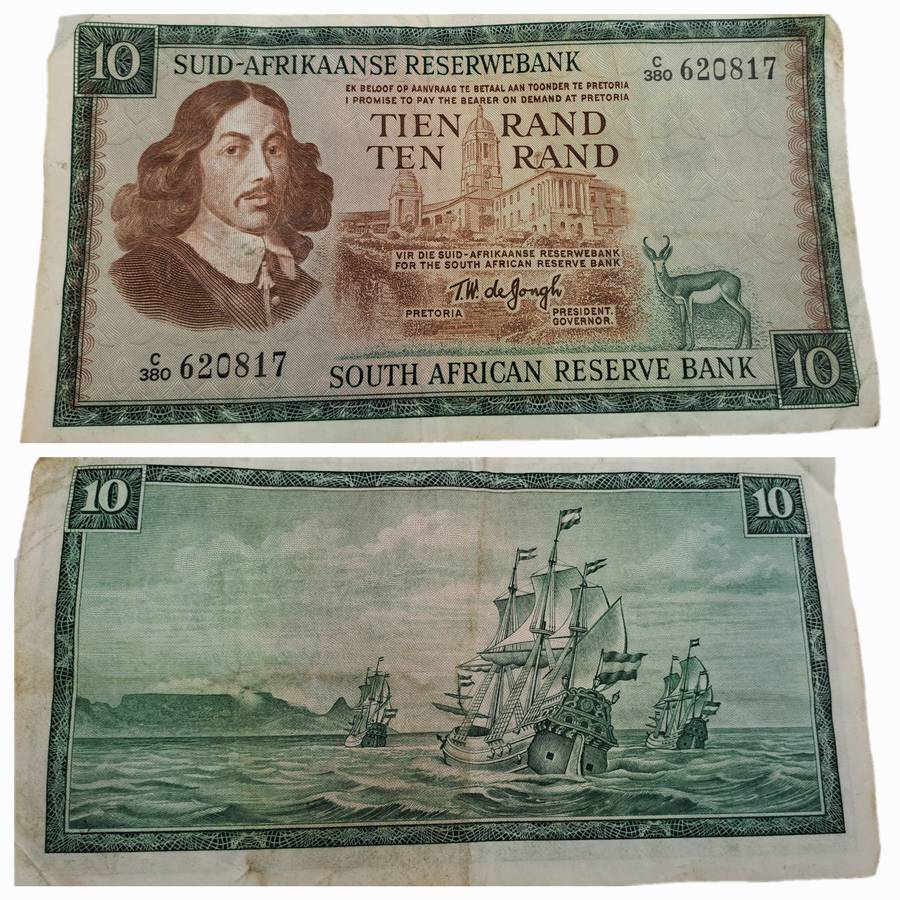 10
SUID-AFRIKAANSE RESERWEBANK
C/380 620817
EK BELOOF OP AANVRAAG TE BETAAL AAN TOONDER TE PRETORIA
I PROMISE TO PAY THE BEARER ON DEMAND AT PRETORIA
TIEN RAND
TEN RAND
VIR DIE SUID-AFRIKAANSE RESERWEBANK
FOR THE SOUTH AFRICAN RESERVE BANK
T.W. de Jongh
PRETORIA
PRESIDENT.
GOVERNOR.
C/380 620817
SOUTH AFRICAN RESERVE BANK
10
10
10